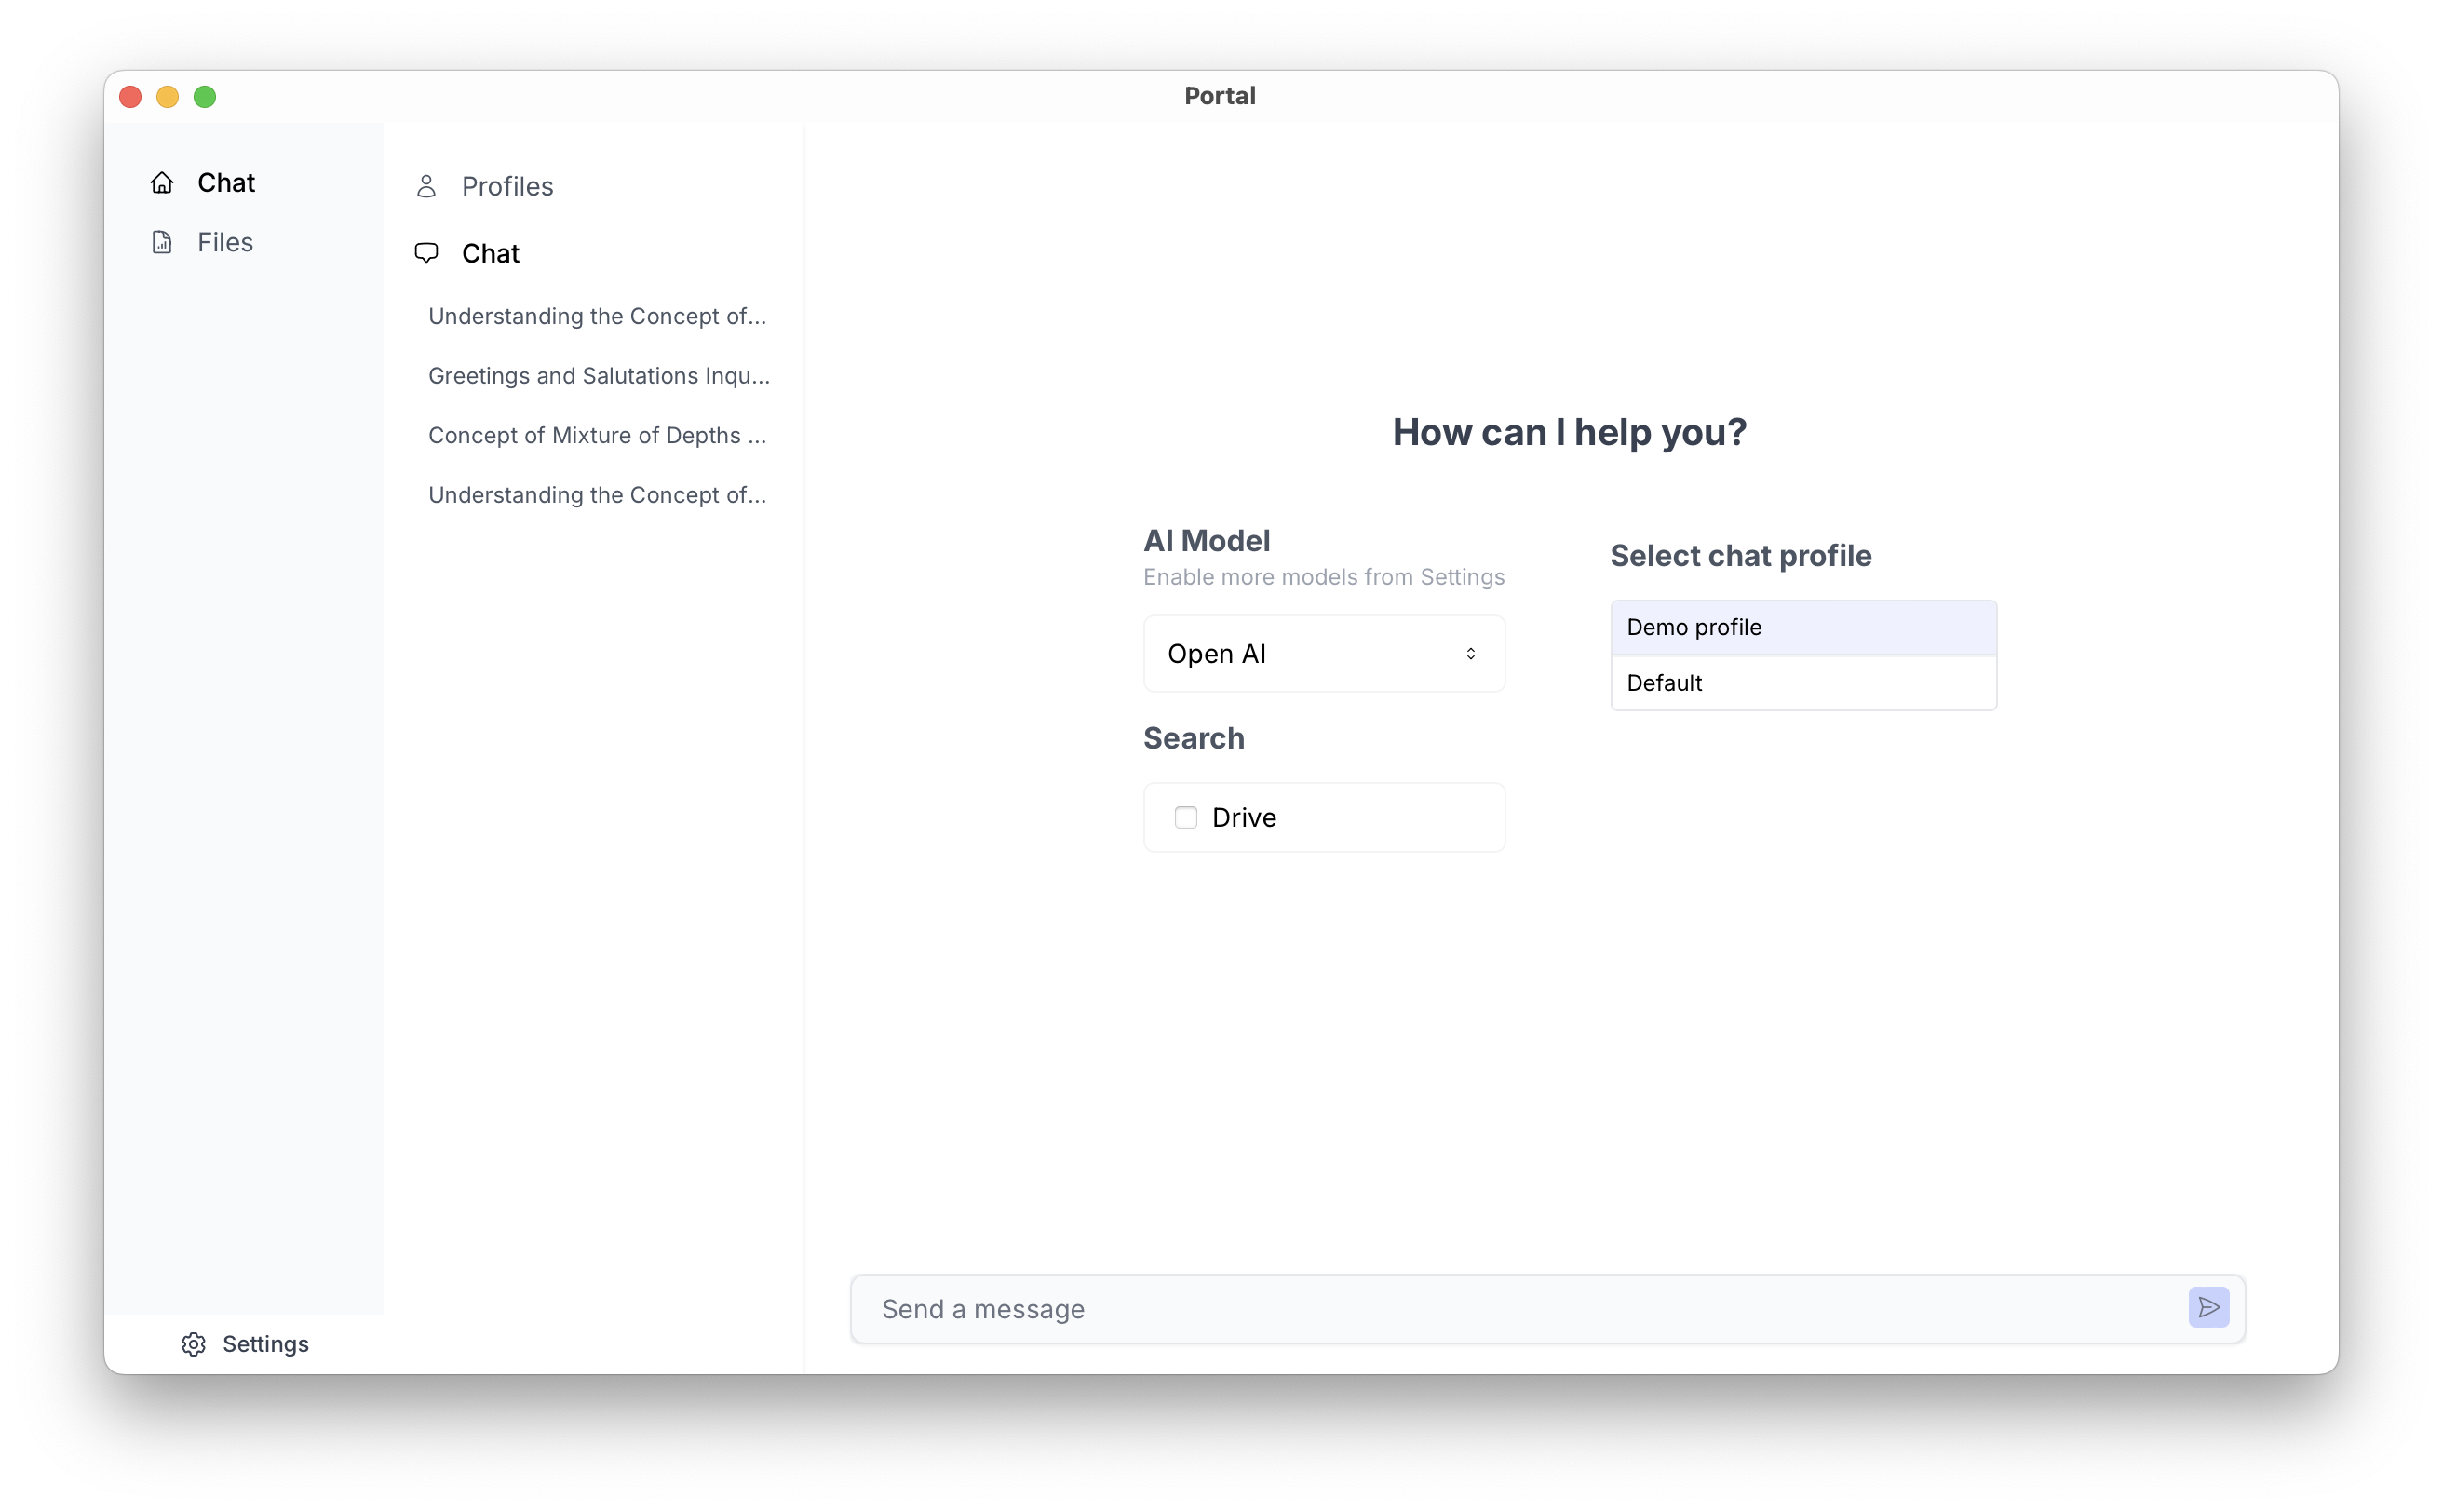 Portal
Chat
Files
Settings
Profiles
Chat
Understanding the Concept of...
Greetings and Salutations Inqu...
Concept of Mixture of Depths ...
Understanding the Concept of...
How can I help you?
AI Model
Enable more models from Settings
Open AI
Search
Drive
Select chat profile
Demo profile
Default
Send a message